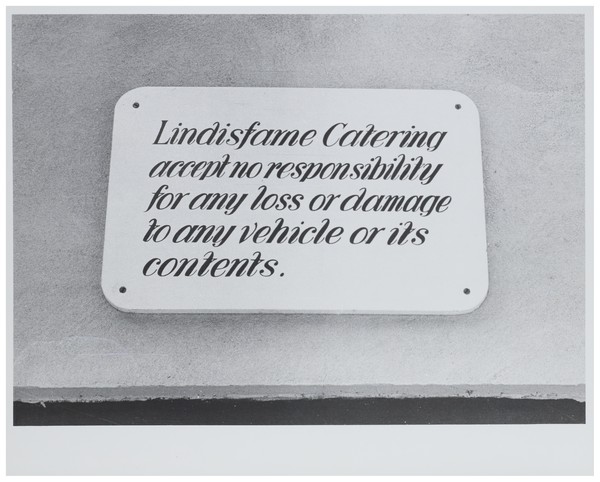 Lindisfarne Catering
accept no responsibility
for any loss or damage
to any vehicle or its
contents.